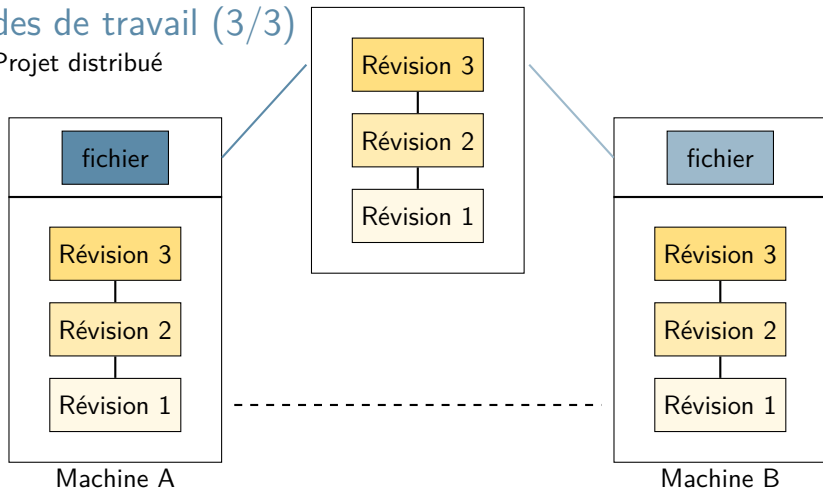 des de travail (3/3)
Projet distribué
Révision 3
Révision 2
Révision 1
fichier
Révision 3
Révision 2
Révision 1
Machine A
fichier
Révision 3
Révision 2
Révision 1
Machine B